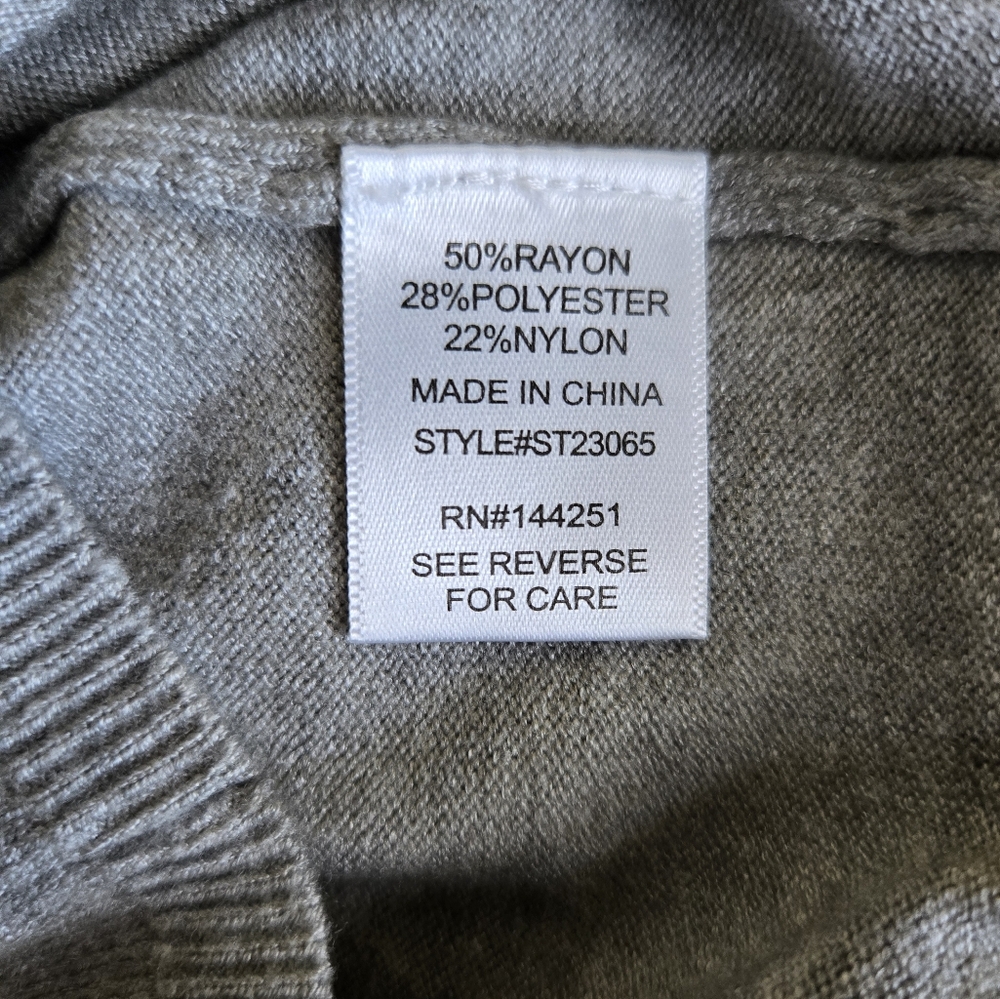 50%RAYON
28%POLYESTER
22%NYLON
MADE IN CHINA
STYLE#ST23065
RN#144251
SEE REVERSE
FOR CARE